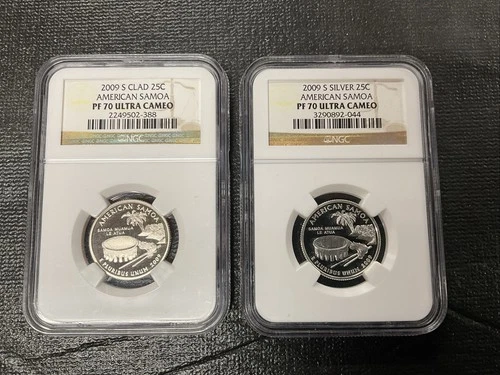 2009 S CLAD 25C
AMERICAN SAMOA
PF 70 ULTRA CAMEO
2249502-388
NGC
AMERICAN SAMOA
SAMOA MUAMUA
LE ATUA
E PLURIBUS UNUM 2009
2009 S SILVER 25C
AMERICAN SAMOA
PF 70 ULTRA CAMEO
3290892-044
NGC
AMERICAN SAMOA
SAMOA MUAMUA
LE ATUA
E PLURIBUS UNUM 2009